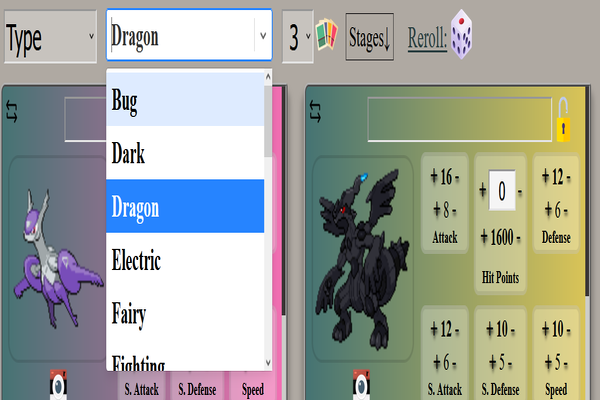 Type Dragon 3 Stages↓ Reroll:
Bug
Dark
Dragon
Electric
Fairy
Fighting
S. Attack S. Defense Speed
+ 16 -
+ 8 -
Attack
+ 0 -
+ 1600 -
Hit Points
+ 12 -
+ 6 -
Defense
+ 12 -
+ 6 -
S. Attack
+ 10 -
+ 5 -
S. Defense
+ 10 -
+ 5 -
Speed